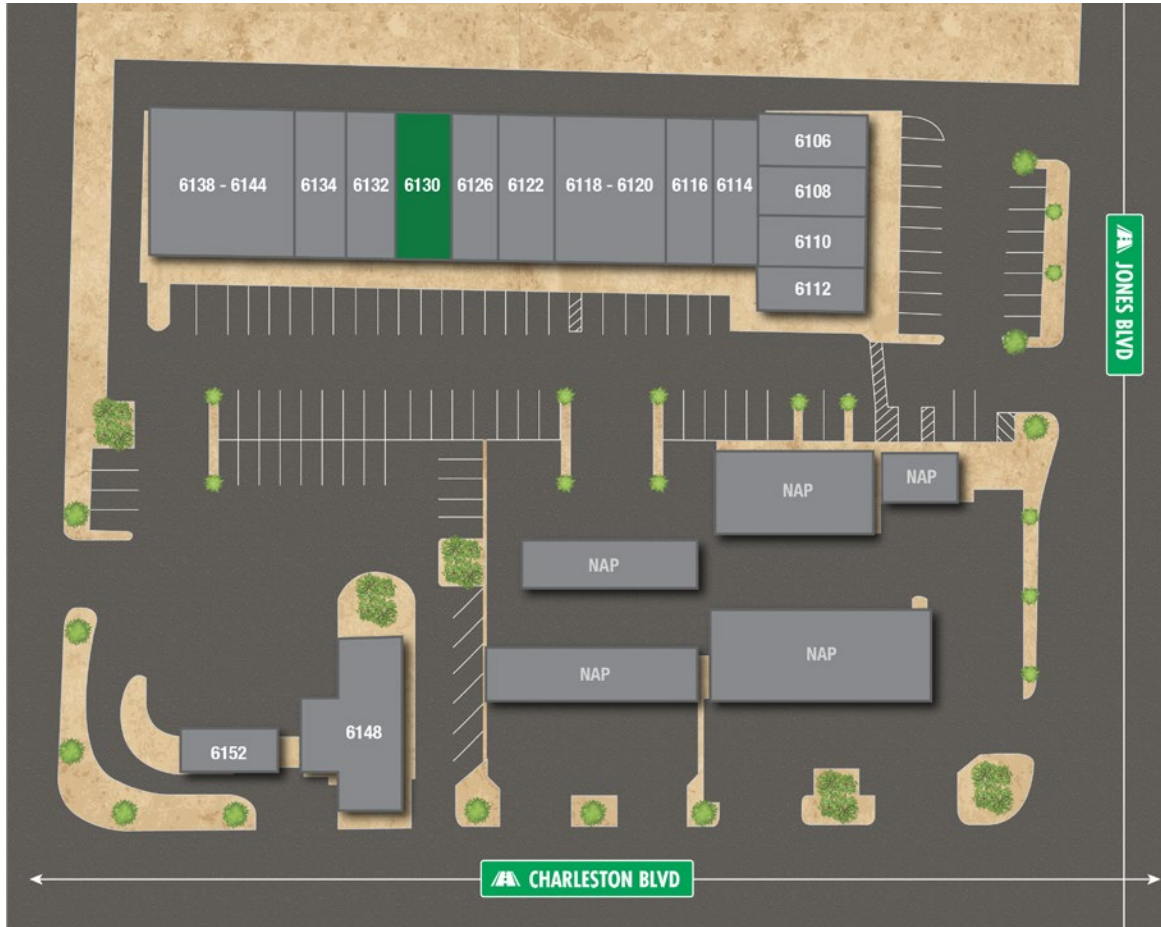 6106
6138 - 6144
6134
6132
6130
6126
6122
6118 - 6120
6116
6114
6108
6110
6112
JONES BLVD
NAP
NAP
NAP
NAP
NAP
6148
6152
CHARLESTON BLVD